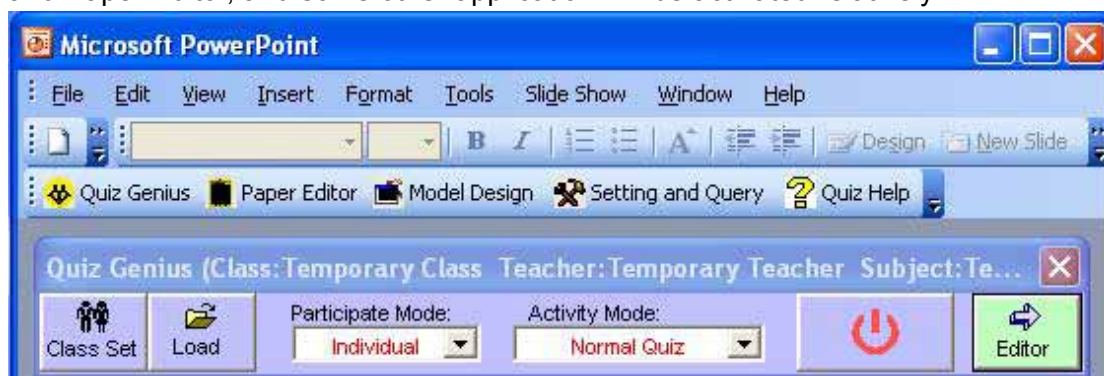 Microsoft PowerPoint
File Edit View Insert Format Tools Slide Show Window Help
B I A Design New Slide
Quiz Genius Paper Editor Model Design Setting and Query Quiz Help
Quiz Genius (Class:Temporary Class Teacher:Temporary Teacher Subject:Te...
Participate Mode: Activity Mode:
Class Set Load Individual Normal Quiz Editor